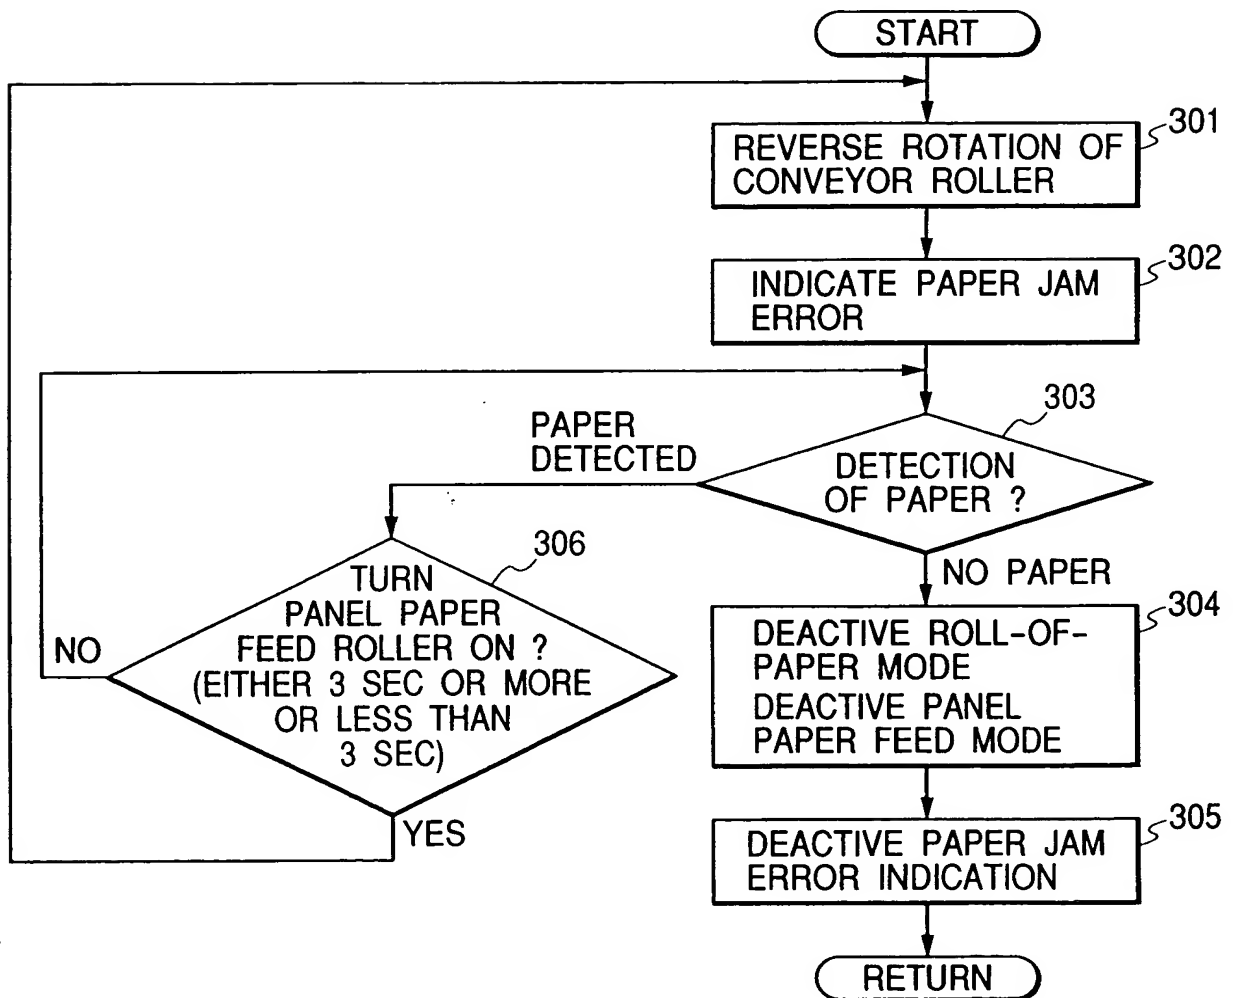 START
301
REVERSE ROTATION OF
CONVEYOR ROLLER
302
INDICATE PAPER JAM
ERROR
303
PAPER
DETECTED
DETECTION
OF PAPER ?
306
NO PAPER
TURN
PANEL PAPER
FEED ROLLER ON ?
(EITHER 3 SEC OR MORE
OR LESS THAN
3 SEC)
NO
YES
304
DEACTIVE ROLL-OF-
PAPER MODE
DEACTIVE PANEL
PAPER FEED MODE
305
DEACTIVE PAPER JAM
ERROR INDICATION
RETURN